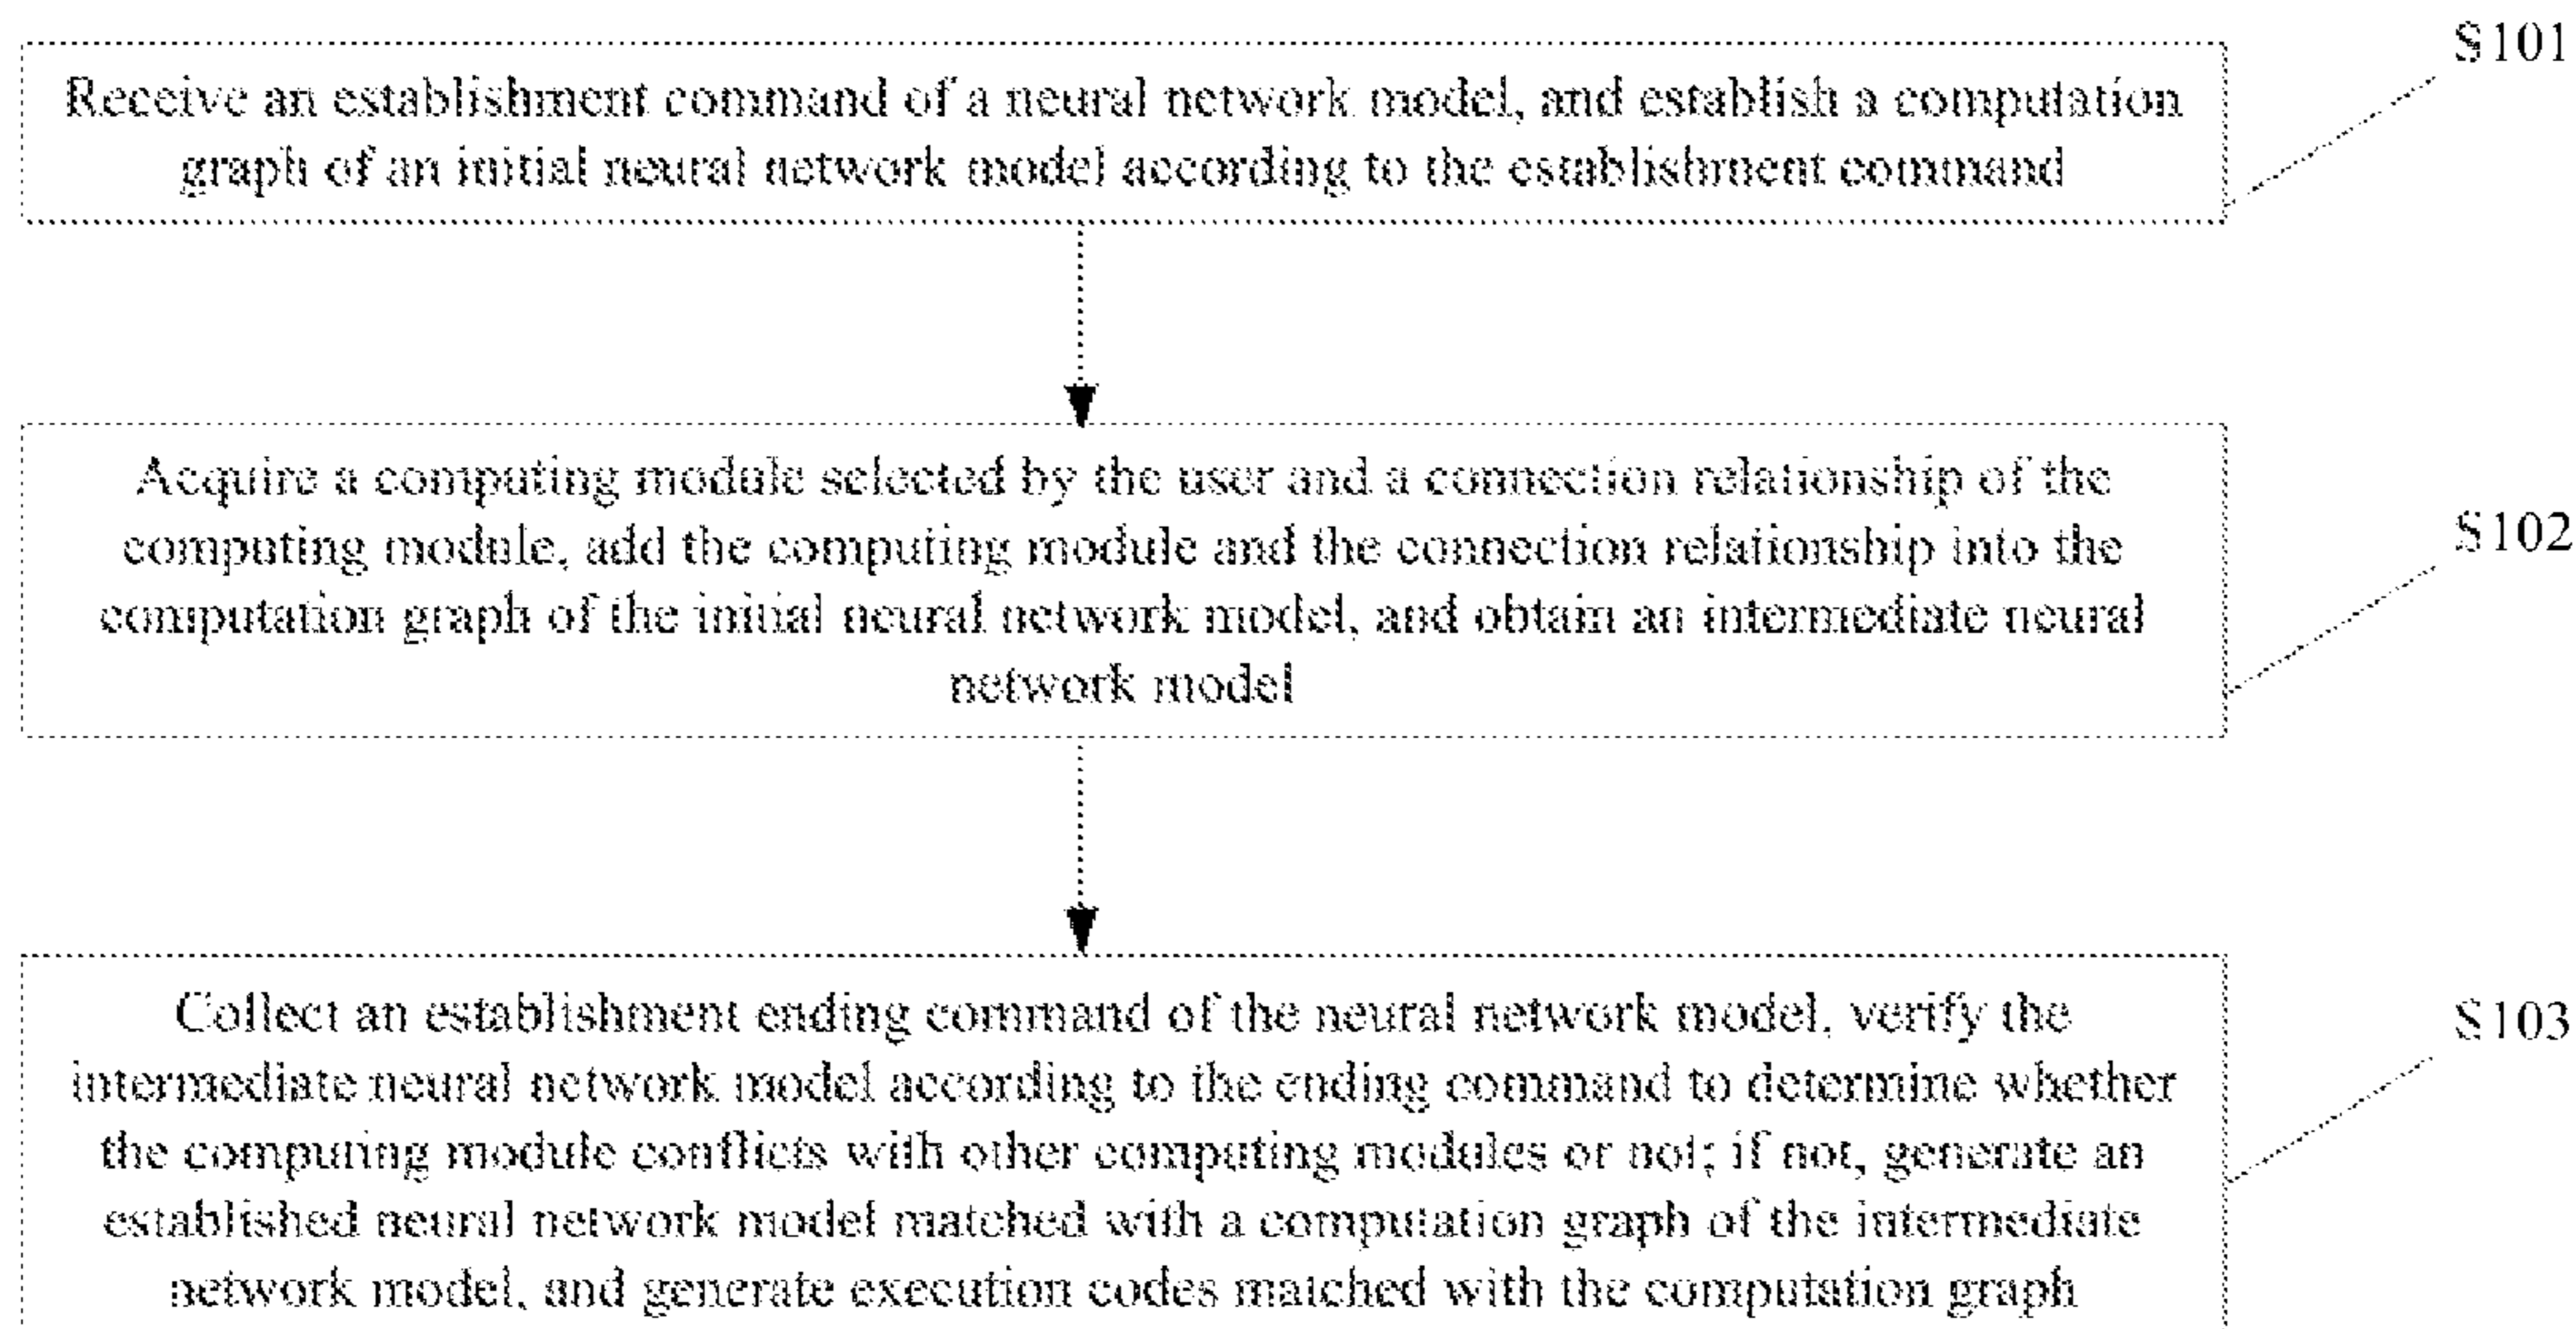 S101
Receive an establishment command of a neural network model, and establish a computation
graph of an initial neural network model according to the establishment command
Acquire a computing module selected by the user and a connection relationship of the
computing module, add the computing module and the connection relationship into the
computation graph of the initial neural network model, and obtain an intermediate neural
network model
S102
Collect an establishment ending command of the neural network model, verify the
intermediate neural network model according to the ending command to determine whether
the computing module conflicts with other computing modules or not; if not, generate an
established neural network model matched with a computation graph of the intermediate
network model, and generate execution codes matched with the computation graph
S103